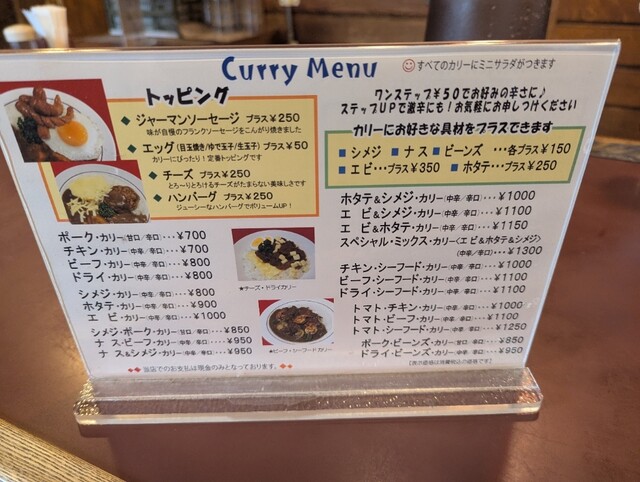 Curry Menu
すべてのカリーにミニサラダがつきます
トッピング
◆ ジャーマンソーセージ プラス¥250
味が自慢のフランクソーセージをこんがり焼きました
◆ エッグ(目玉焼き/ゆで玉子/生玉子) プラス¥50
カリーにぴったり!定番トッピングです
◆ チーズ プラス¥250
とろ～りとろけるチーズがたまらない美味しさです
◆ ハンバーグ プラス¥250
ジューシーなハンバーグでボリュームUP!
ポーク・カリー(甘口/辛口)…¥700
チキン・カリー(中辛/辛口)…¥700
ビーフ・カリー(中辛/辛口)…¥800
ドライ・カリー(中辛/辛口)…¥800
シメジ・カリー(中辛/辛口)…¥800
ホタテ・カリー(中辛/辛口)…¥900
エビ・カリー(中辛/辛口)…¥1000
シメジ・ポーク・カリー(甘口/辛口)…¥850
ナス・ビーフ・カリー(中辛/辛口)…¥950
ナス&シメジ・カリー(中辛/辛口)…¥950
◆◆ 当店でのお支払は現金のみとなっております。 ◆◆
★チーズ・ドライカリー
★ビーフ・シーフードカリー
ワンステップ¥50でお好みの辛さに♪
ステップUPで激辛にも!お気軽にお申しつけください
カリーにお好きな具材をプラスできます
■ シメジ ■ ナス ■ ビーンズ …各プラス¥150
■ エビ…プラス¥350 ■ ホタテ…プラス¥250
ホタテ&シメジ・カリー(中辛/辛口)…¥1000
エビ&シメジ・カリー(中辛/辛口)…¥1100
エビ&ホタテ・カリー(中辛/辛口)…¥1150
スペシャル・ミックス・カリー<エビ&ホタテ&シメジ>
(中辛/辛口)…¥1300
チキン・シーフード・カリー(中辛/辛口)…¥1000
ビーフ・シーフード・カリー(中辛/辛口)…¥1100
ドライ・シーフード・カリー(中辛/辛口)…¥1100
トマト・チキン・カリー(中辛/辛口)…¥1000
トマト・ビーフ・カリー(中辛/辛口)…¥1100
トマト・シーフード・カリー(中辛/辛口)…¥1250
ポーク・ビーンズ・カリー(甘口/辛口)…¥850
ドライ・ビーンズ・カリー(中辛/辛口)…¥950
[表示価格は消費税込の価格です]